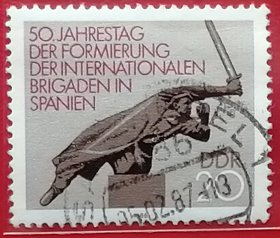 50. JAHRESTAG
DER FORMIERUNG
DER INTERNATIONALEN
BRIGADEN IN
SPANIEN
DDR
20